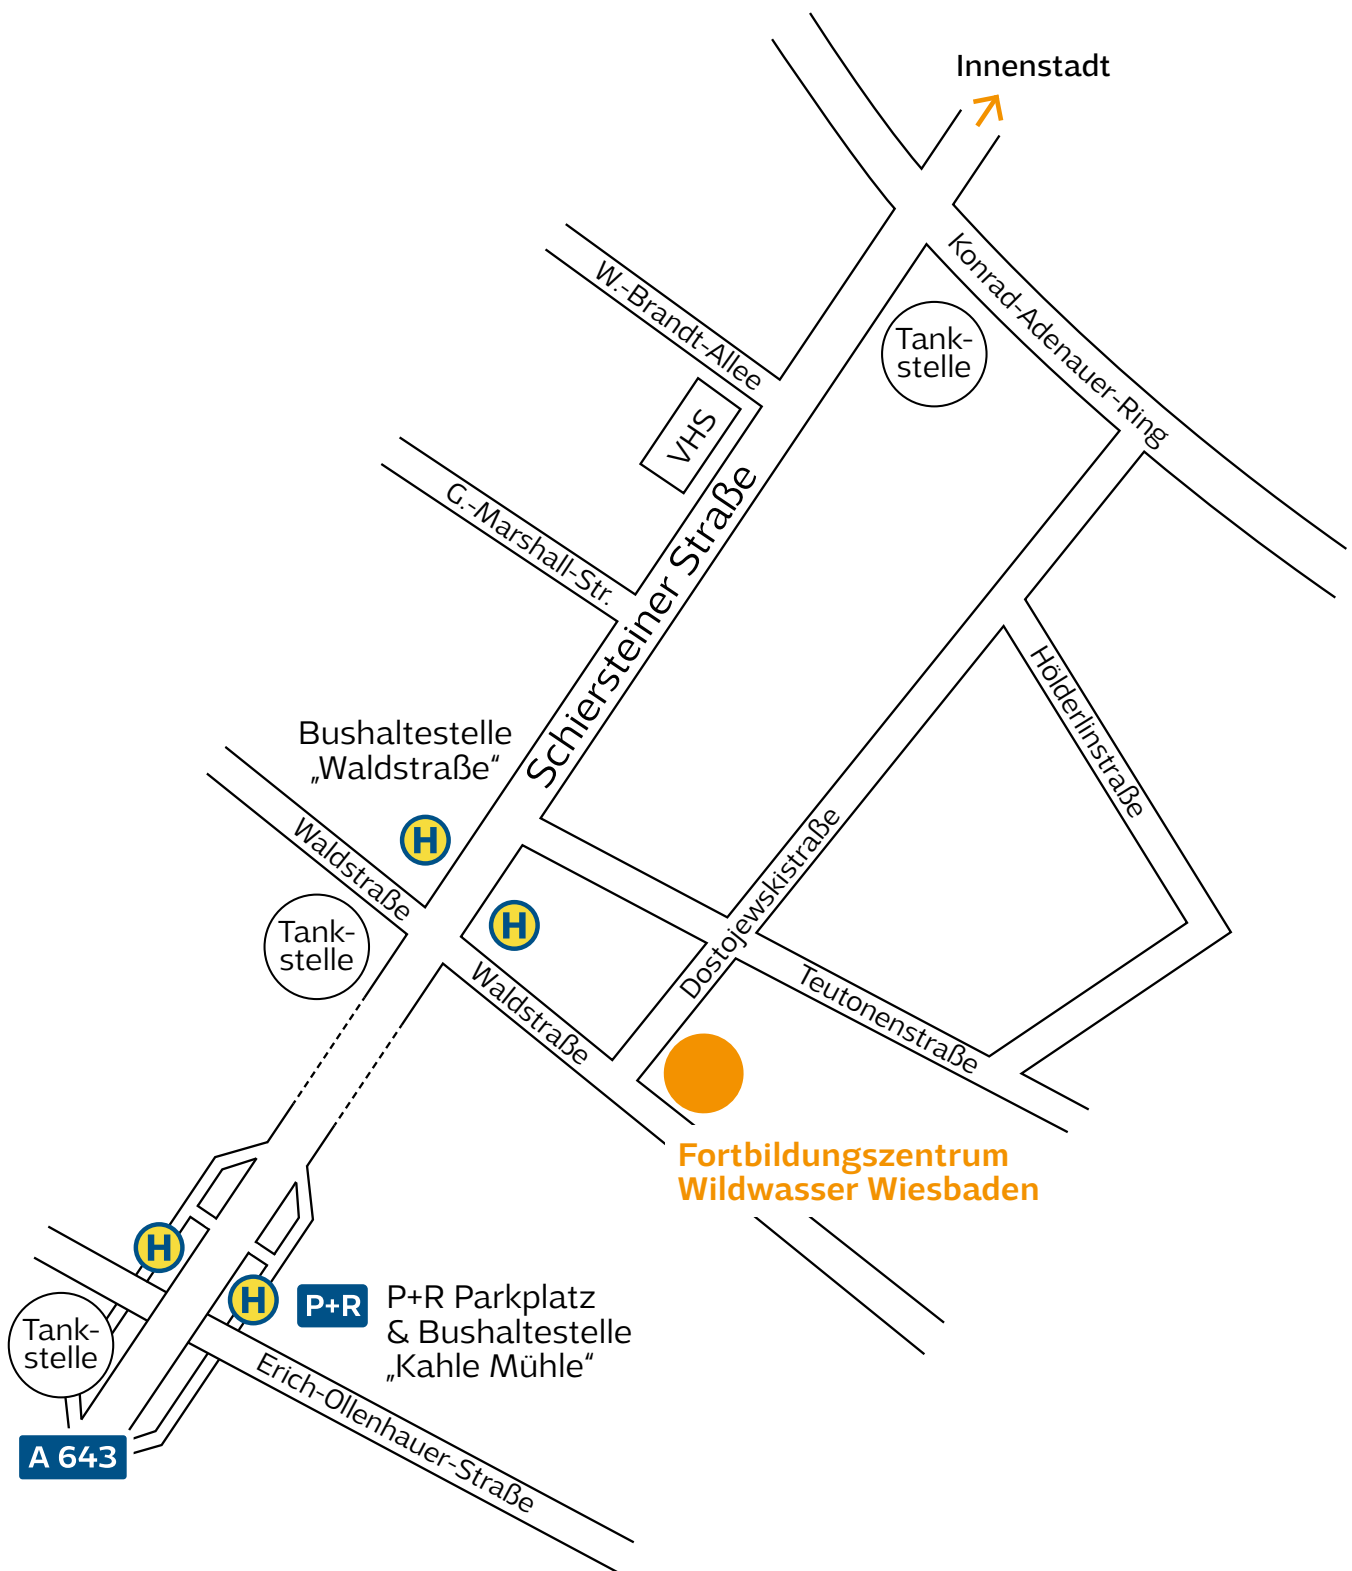 Innenstadt
Konrad-Adenauer-Ring
W.-Brandt-Allee
Tank-
stelle
VHS
G.-Marshall-Str.
Schiersteiner Straße
Hölderlinstraße
Bushaltestelle
„Waldstraße“
H
Waldstraße
Dostojewskistraße
H
Tank-
stelle
Waldstraße
Teutonenstraße
Fortbildungszentrum
Wildwasser Wiesbaden
H
H
P+R
P+R Parkplatz
& Bushaltestelle
„Kahle Mühle“
Tank-
stelle
Erich-Ollenhauer-Straße
A 643